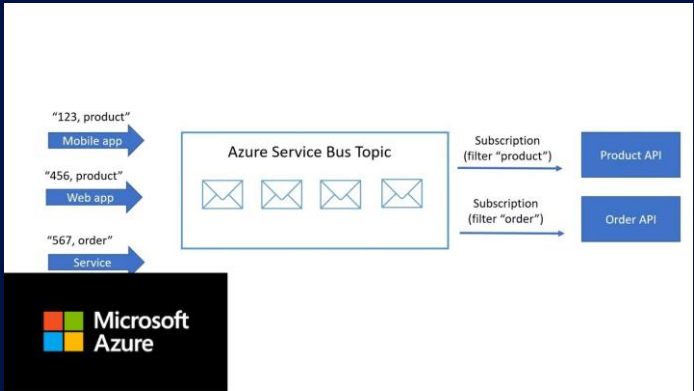 “123, product”
Mobile app
“456, product”
Web app
“567, order”
Service
Azure Service Bus Topic
Subscription
(filter “product”)
Product API
Subscription
(filter “order”)
Order API
Microsoft
Azure